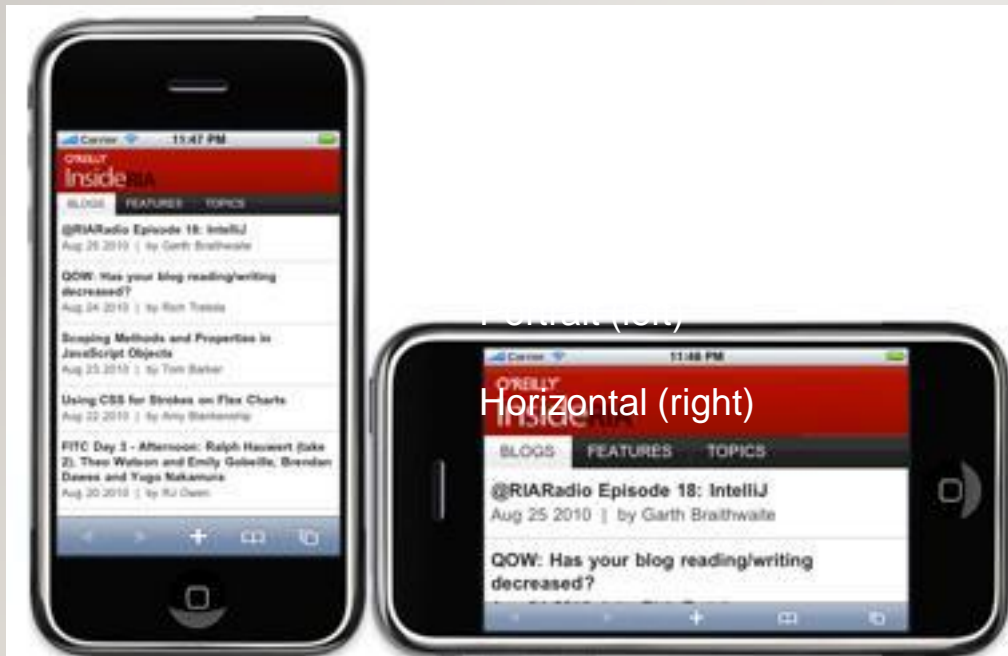 Carrier 11:47 PM
O'REILLY
InsideRIA
BLOGS FEATURES TOPICS
@RIARadio Episode 18: IntelliJ
Aug 25 2010 | by Garth Braithwaite
QOW: Has your blog reading/writing
decreased?
Aug 24 2010 | by Rich Tretola
Scoping Methods and Properties in
JavaScript Objects
Aug 23 2010 | by Tom Barker
Using CSS for Strokes on Flex Charts
Aug 22 2010 | by Amy Blankenship
FITC Day 3 - Afternoon: Ralph Hauwert (take
2), Theo Watson and Emily Gobeille, Brendan
Dawes and Yugo Nakamura
Aug 20 2010 | by RJ Owen
Portrait (left)
Horizontal (right)
Carrier 11:46 PM
O'REILLY
InsideRIA
BLOGS FEATURES TOPICS
@RIARadio Episode 18: IntelliJ
Aug 25 2010 | by Garth Braithwaite
QOW: Has your blog reading/writing
decreased?